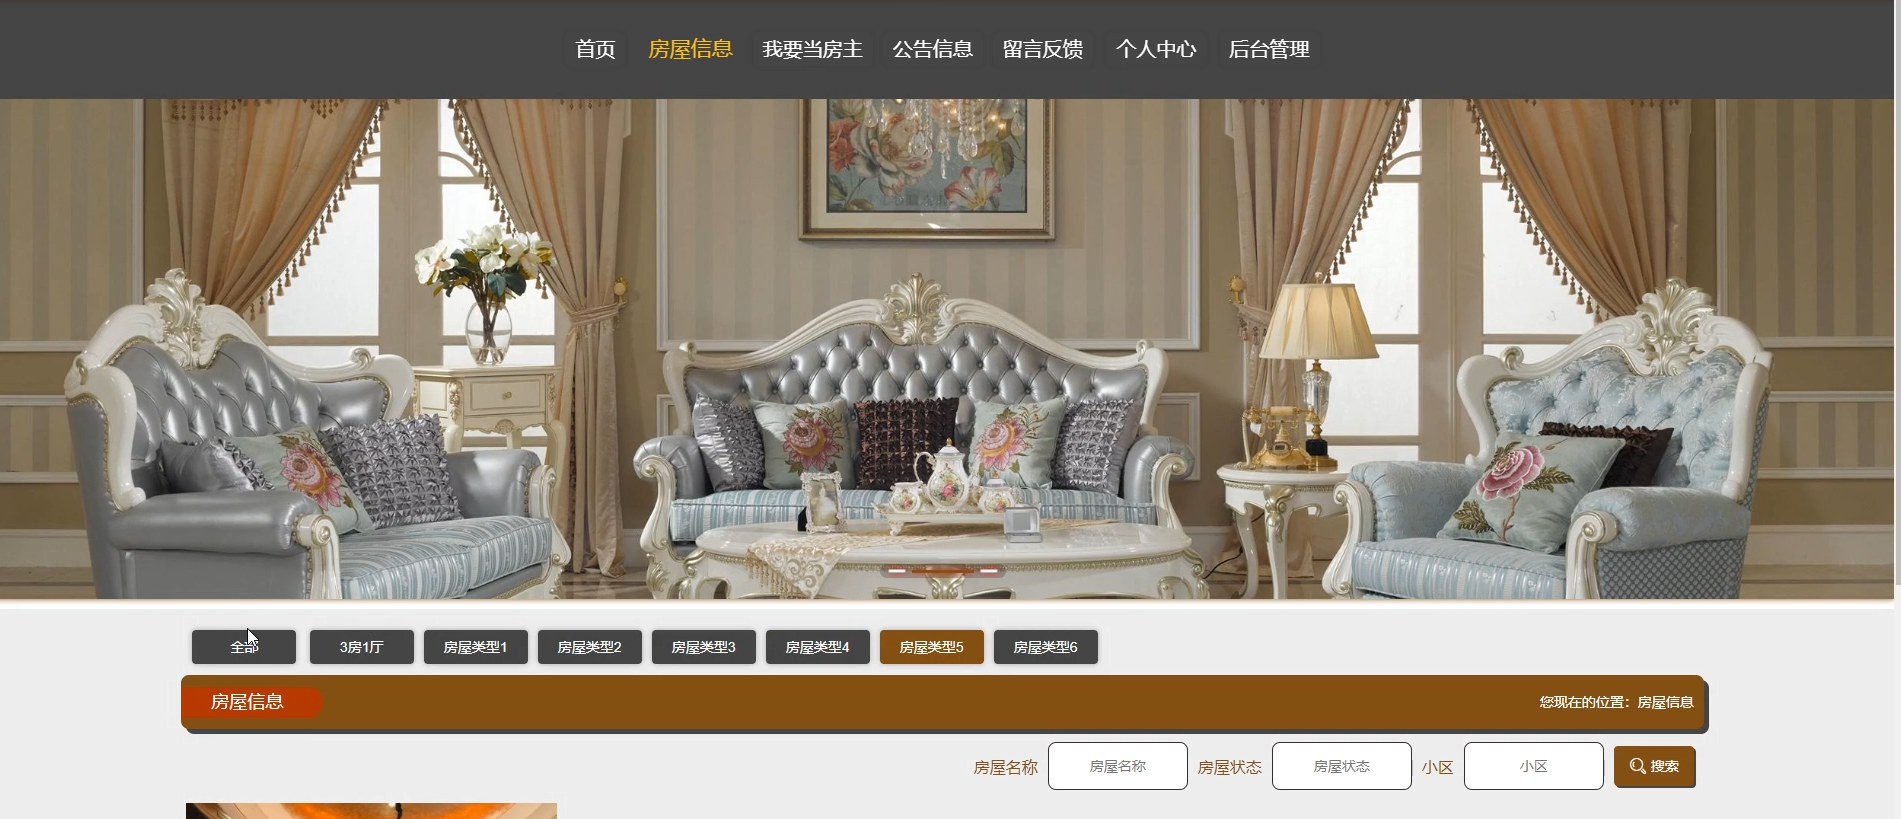 首页 房屋信息 我要当房主 公告信息 留言反馈 个人中心 后台管理
全部 3房1厅 房屋类型1 房屋类型2 房屋类型3 房屋类型4 房屋类型5 房屋类型6
房屋信息 您现在的位置：房屋信息
房屋名称 房屋名称 房屋状态 房屋状态 小区 小区 搜索